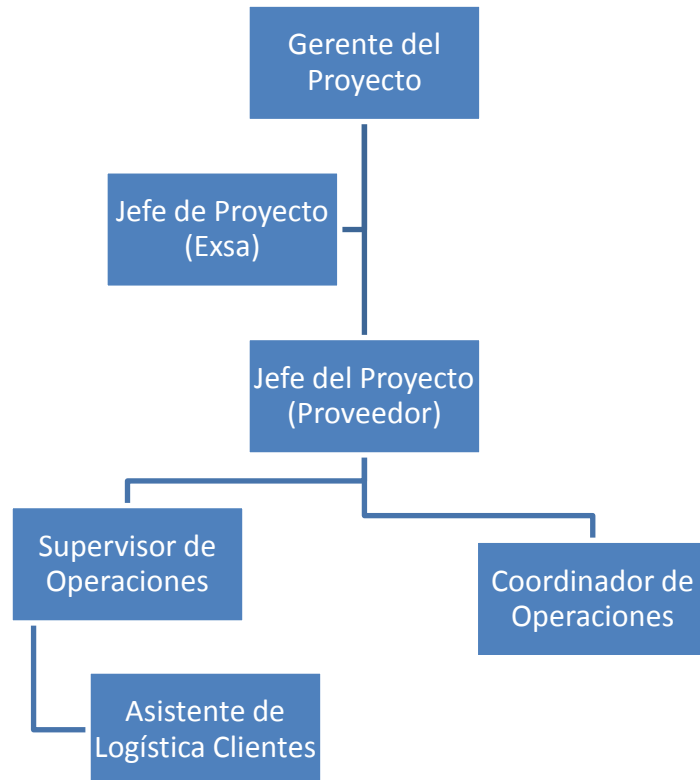 Gerente del
Proyecto
Jefe de Proyecto
(Exsa)
Jefe del Proyecto
(Proveedor)
Supervisor de
Operaciones
Coordinador de
Operaciones
Asistente de
Logística Clientes